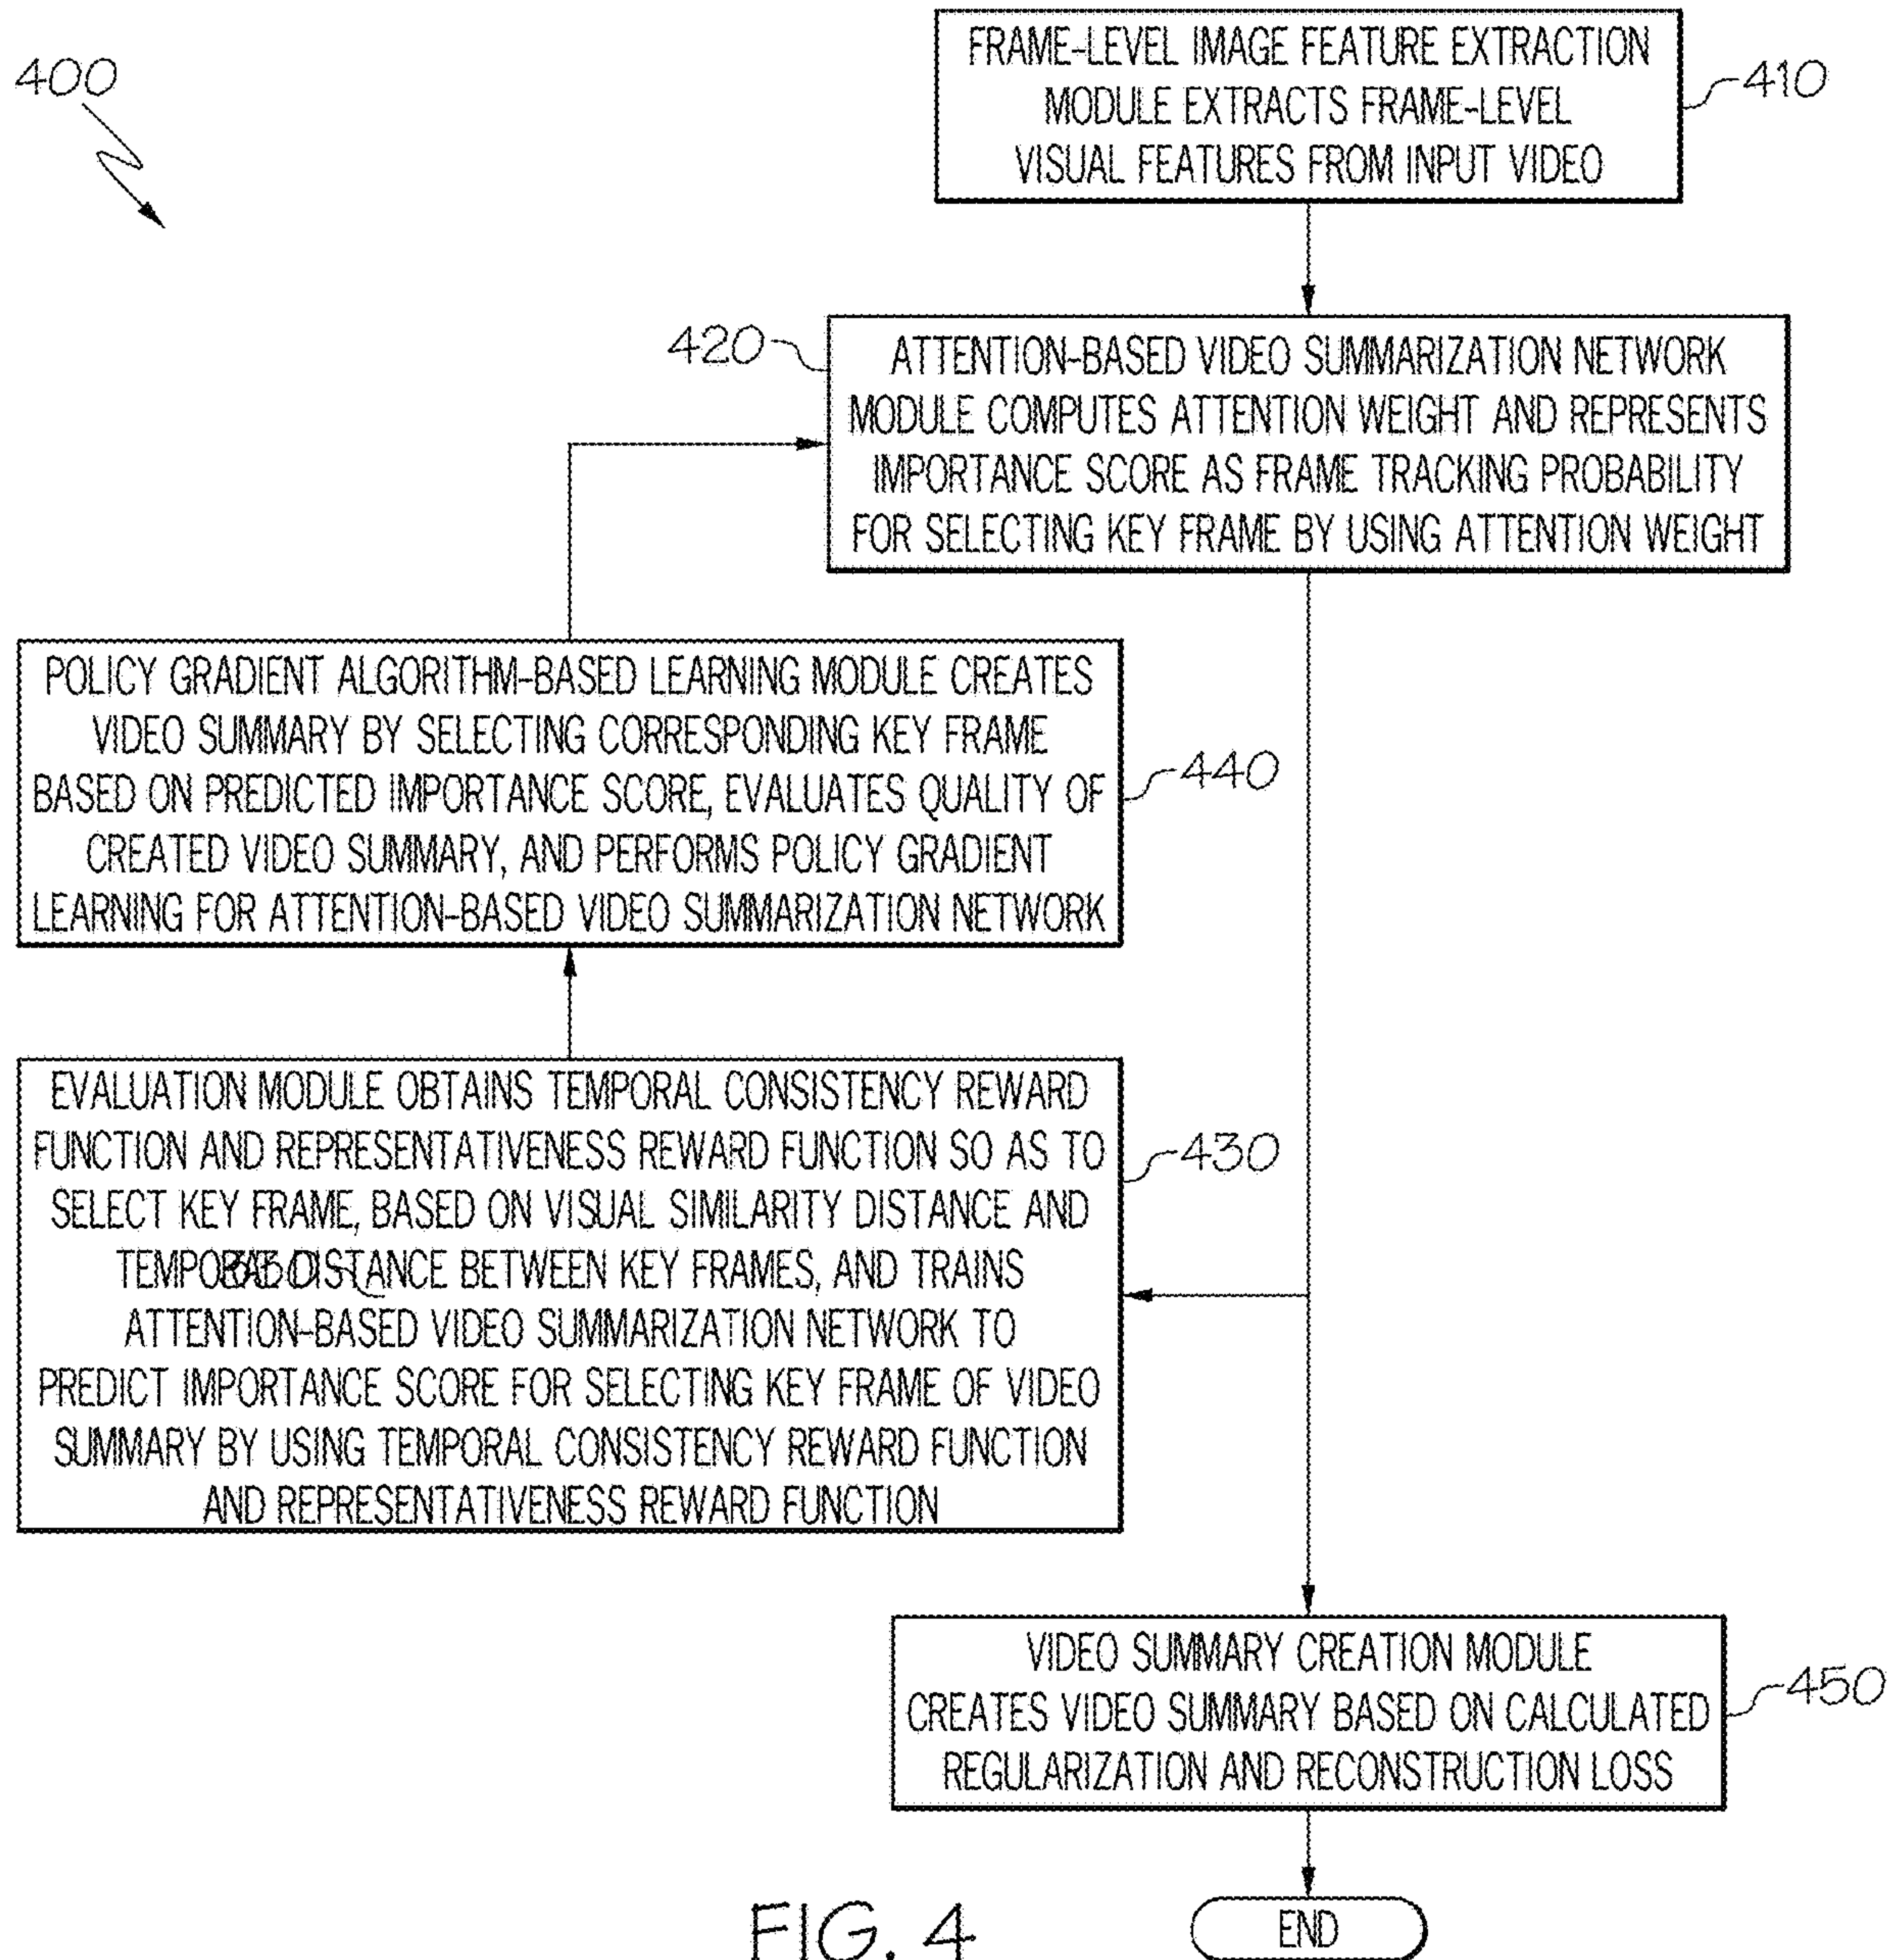 400
FRAME-LEVEL IMAGE FEATURE EXTRACTION
MODULE EXTRACTS FRAME-LEVEL
VISUAL FEATURES FROM INPUT VIDEO
410
420
ATTENTION-BASED VIDEO SUMMARIZATION NETWORK
MODULE COMPUTES ATTENTION WEIGHT AND REPRESENTS
IMPORTANCE SCORE AS FRAME TRACKING PROBABILITY
FOR SELECTING KEY FRAME BY USING ATTENTION WEIGHT
POLICY GRADIENT ALGORITHM-BASED LEARNING MODULE CREATES
VIDEO SUMMARY BY SELECTING CORRESPONDING KEY FRAME
BASED ON PREDICTED IMPORTANCE SCORE, EVALUATES QUALITY OF
CREATED VIDEO SUMMARY, AND PERFORMS POLICY GRADIENT
LEARNING FOR ATTENTION-BASED VIDEO SUMMARIZATION NETWORK
440
EVALUATION MODULE OBTAINS TEMPORAL CONSISTENCY REWARD
FUNCTION AND REPRESENTATIVENESS REWARD FUNCTION SO AS TO
SELECT KEY FRAME, BASED ON VISUAL SIMILARITY DISTANCE AND
TEMPORAL DISTANCE BETWEEN KEY FRAMES, AND TRAINS
ATTENTION-BASED VIDEO SUMMARIZATION NETWORK TO
PREDICT IMPORTANCE SCORE FOR SELECTING KEY FRAME OF VIDEO
SUMMARY BY USING TEMPORAL CONSISTENCY REWARD FUNCTION
AND REPRESENTATIVENESS REWARD FUNCTION
430
VIDEO SUMMARY CREATION MODULE
CREATES VIDEO SUMMARY BASED ON CALCULATED
REGULARIZATION AND RECONSTRUCTION LOSS
450
END
FIG. 4